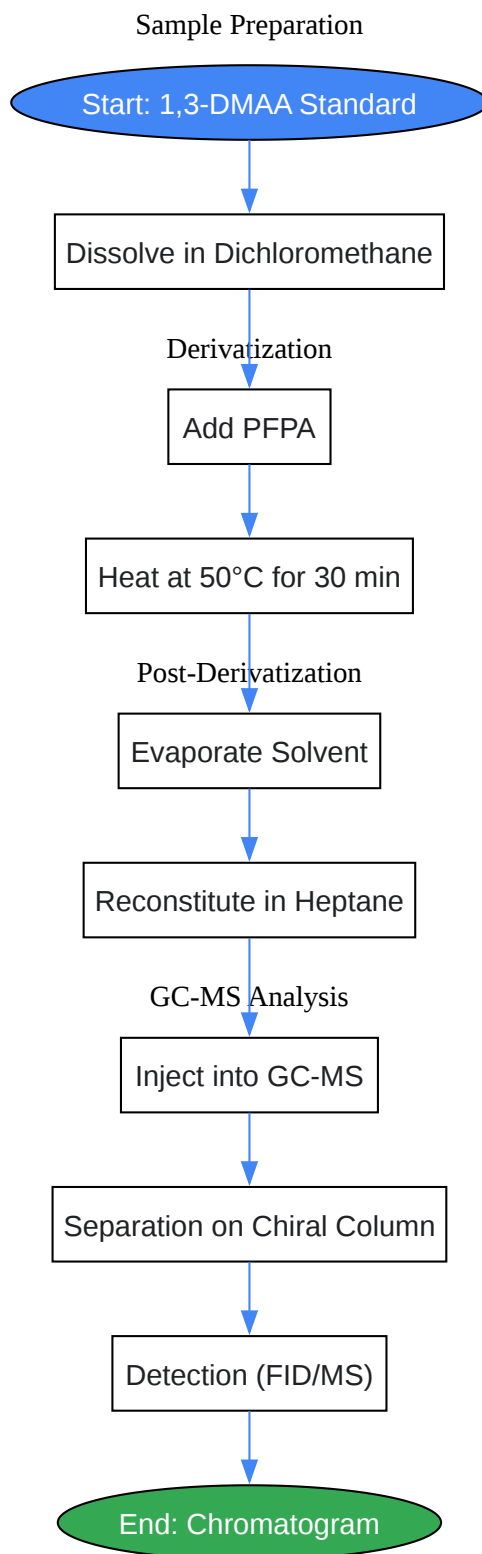 Sample Preparation
Start: 1,3-DMAA Standard
Dissolve in Dichloromethane
Derivatization
Add PFPA
Heat at 50°C for 30 min
Post-Derivatization
Evaporate Solvent
Reconstitute in Heptane
GC-MS Analysis
Inject into GC-MS
Separation on Chiral Column
Detection (FID/MS)
End: Chromatogram